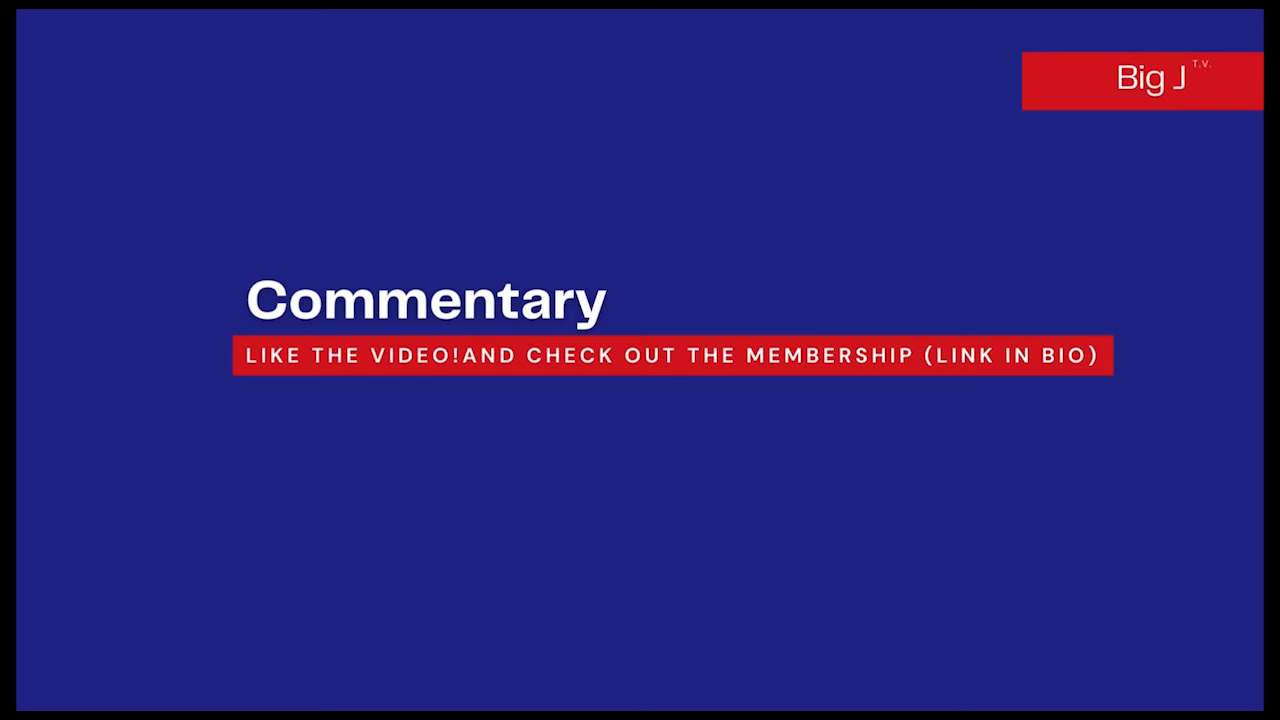 Big J T.V.
Commentary
LIKE THE VIDEO!AND CHECK OUT THE MEMBERSHIP (LINK IN BIO)